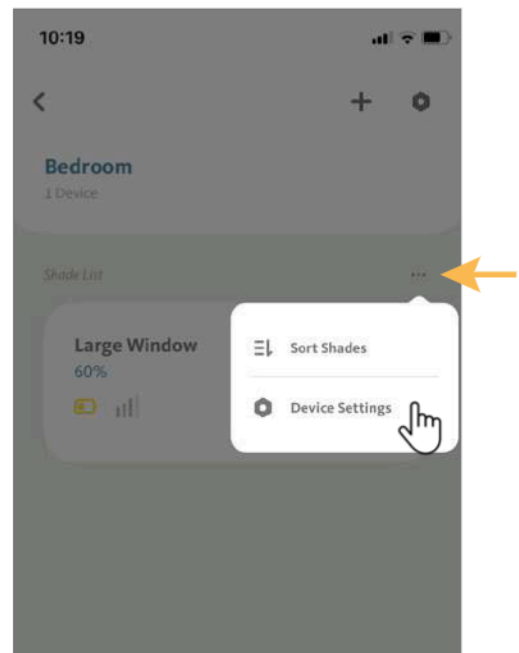 10:19
Bedroom
1 Device
Shade List
...
Large Window
60%
Sort Shades
Device Settings